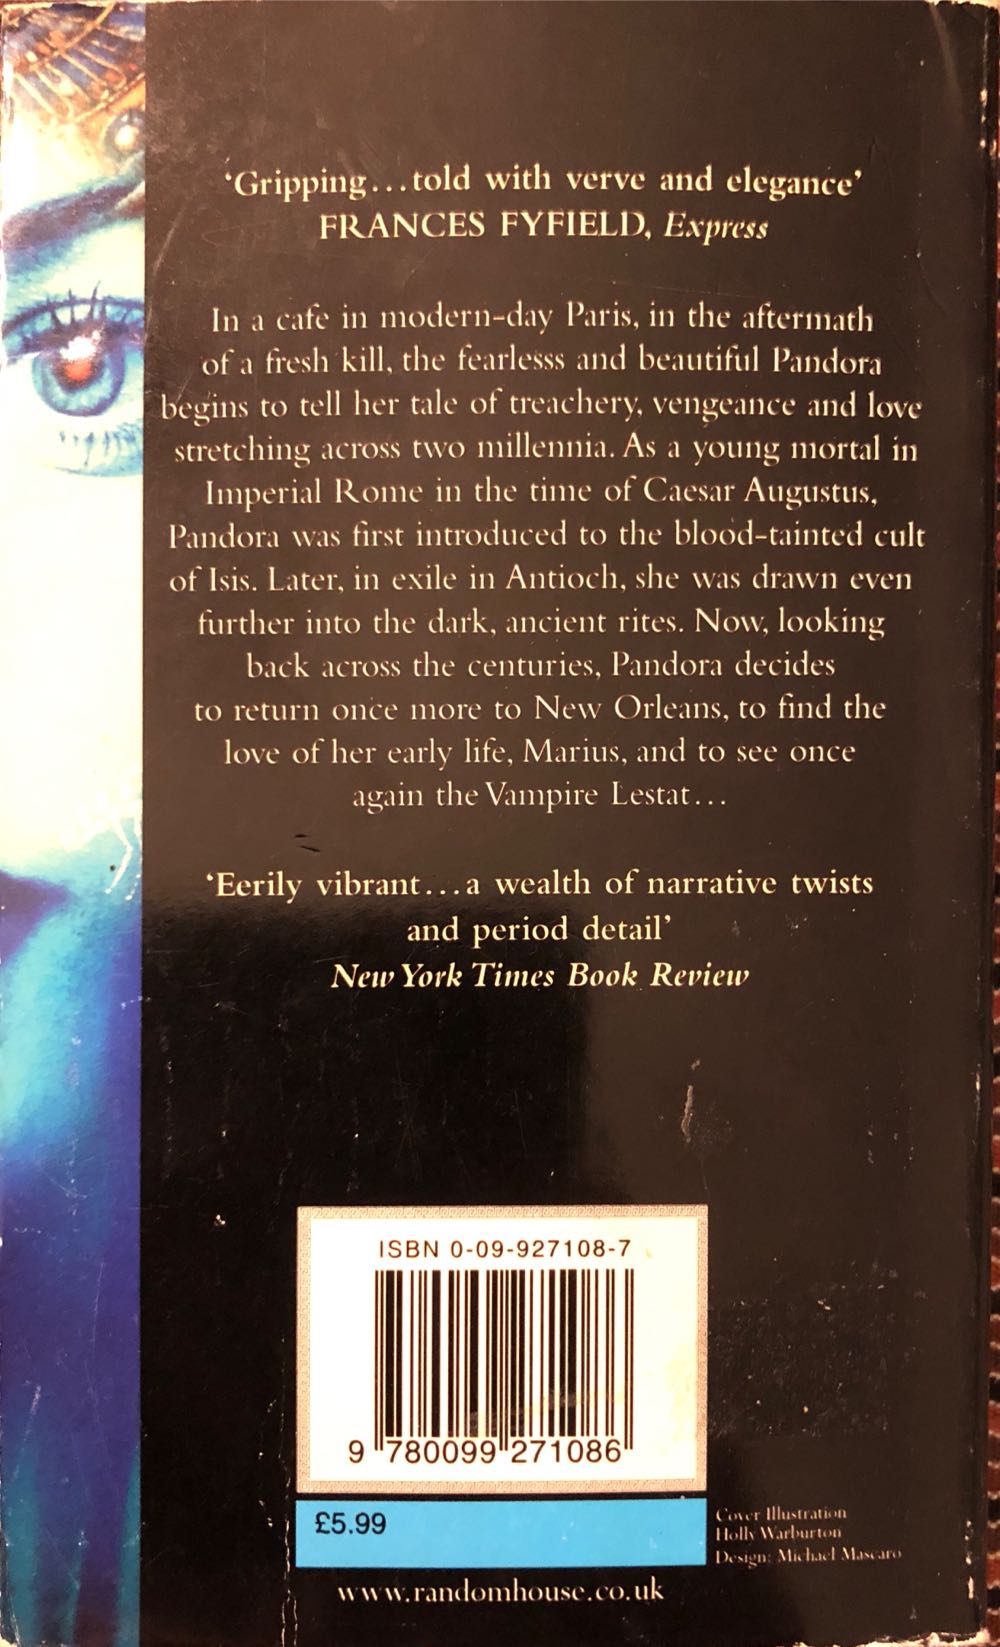 ‘Gripping...told with verve and elegance’
FRANCES FYFIELD, Express
In a cafe in modern-day Paris, in the aftermath
of a fresh kill, the fearlesss and beautiful Pandora
begins to tell her tale of treachery, vengeance and love
stretching across two millennia. As a young mortal in
Imperial Rome in the time of Caesar Augustus,
Pandora was first introduced to the blood-tainted cult
of Isis. Later, in exile in Antioch, she was drawn even
further into the dark, ancient rites. Now, looking
back across the centuries, Pandora decides
to return once more to New Orleans, to find the
love of her early life, Marius, and to see once
again the Vampire Lestat...
‘Eerily vibrant...a wealth of narrative twists
and period detail’
New York Times Book Review
ISBN 0-09-927108-7
9 780099 271086
£5.99
Cover Illustration
Holly Warburton
Design: Michael Mascaro
www.randomhouse.co.uk